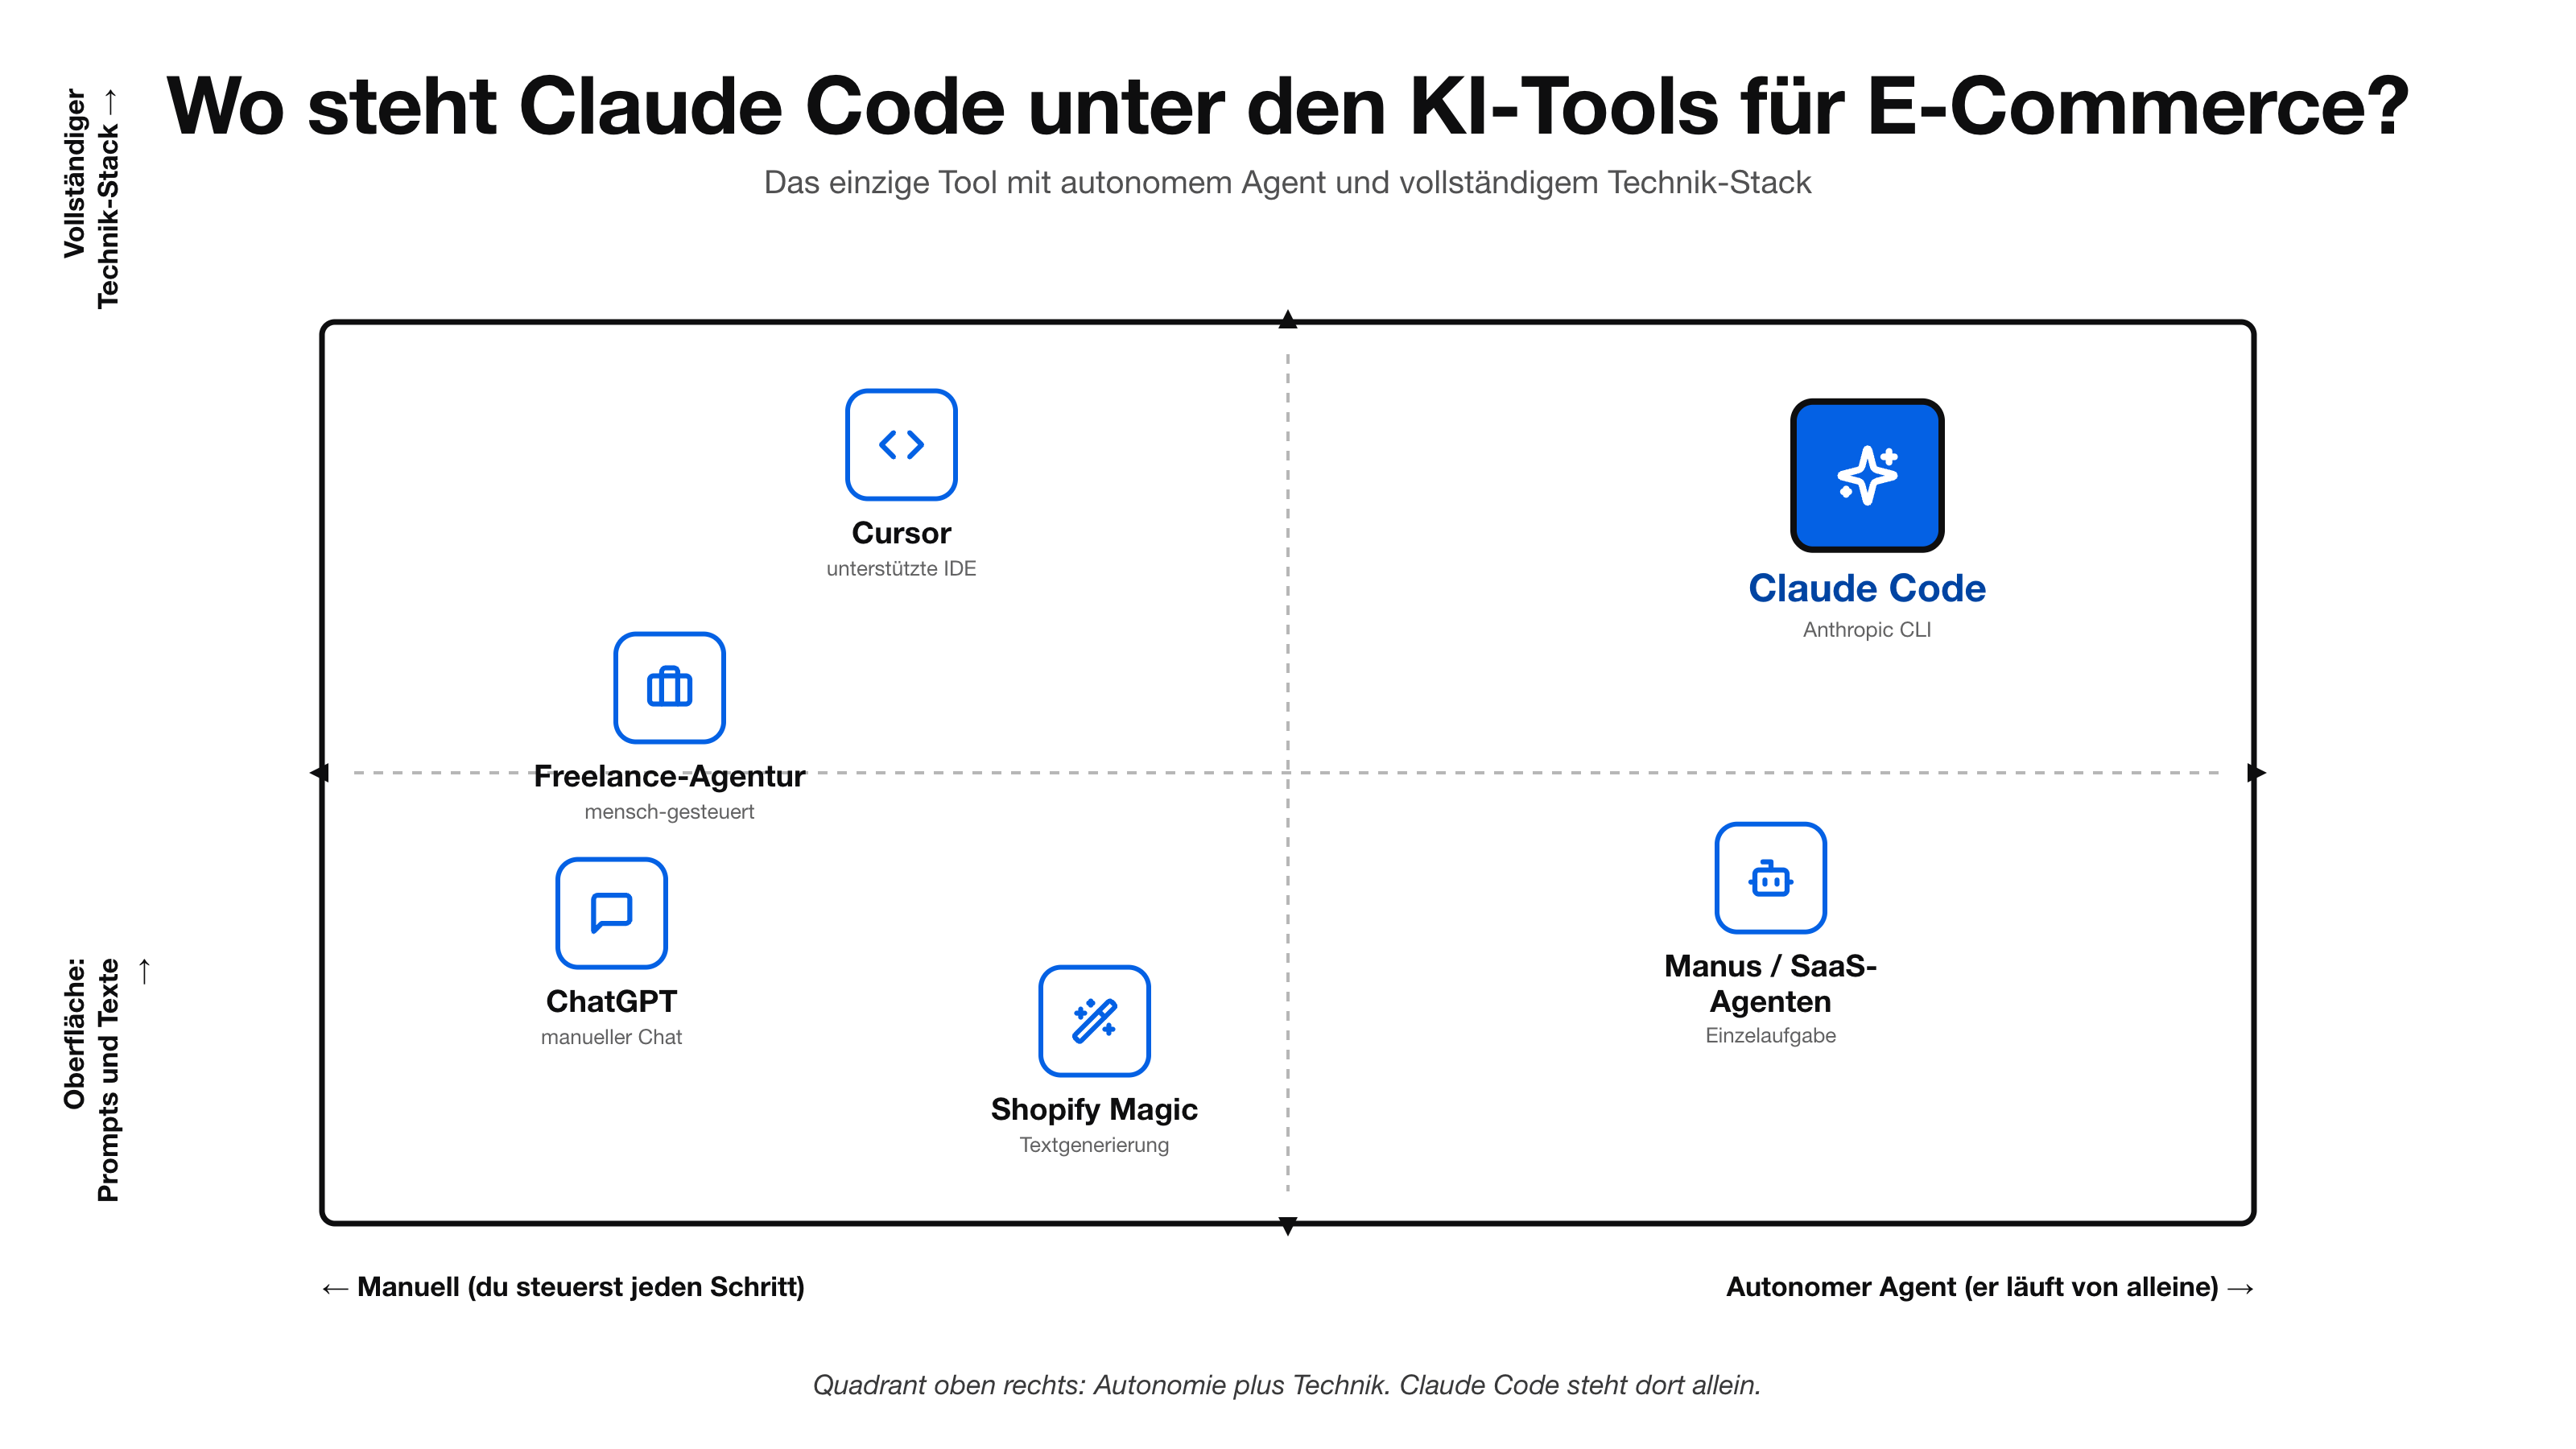 Wo steht Claude Code unter den KI-Tools für E-Commerce?
Das einzige Tool mit autonomem Agent und vollständigem Technik-Stack
Vollständiger
Technik-Stack →
Cursor
unterstützte IDE
Claude Code
Anthropic CLI
Freelance-Agentur
mensch-gesteuert
ChatGPT
manueller Chat
Manus / SaaS-
Agenten
Einzelaufgabe
Shopify Magic
Textgenerierung
Oberfläche:
Prompts und Texte
→
← Manuell (du steuerst jeden Schritt)
Autonomer Agent (er läuft von alleine) →
Quadrant oben rechts: Autonomie plus Technik. Claude Code steht dort allein.